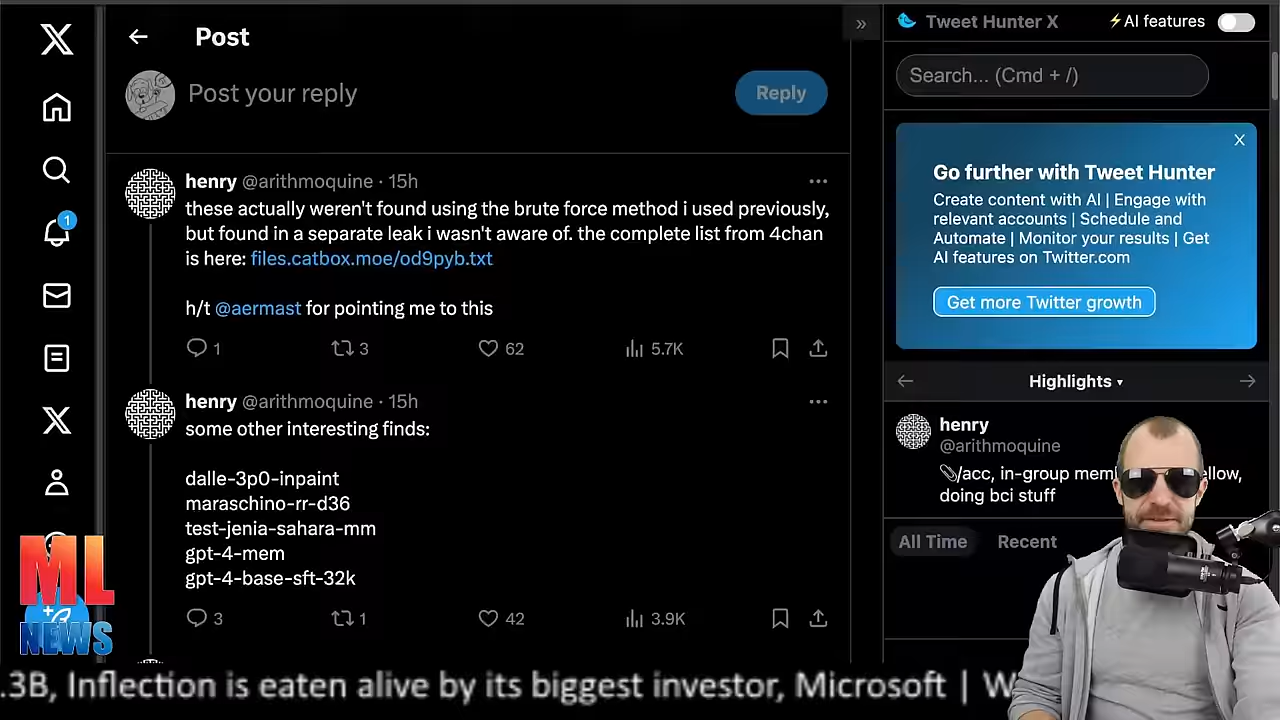 Post
Post your reply
Reply
henry @arithmoquine · 15h
these actually weren't found using the brute force method i used previously,
but found in a separate leak i wasn't aware of. the complete list from 4chan
is here: files.catbox.moe/od9pyb.txt
h/t @aermast for pointing me to this
1 3 62 5.7K
henry @arithmoquine · 15h
some other interesting finds:
dalle-3p0-inpaint
maraschino-rr-d36
test-jenia-sahara-mm
gpt-4-mem
gpt-4-base-sft-32k
3 1 42 3.9K
1
»
Tweet Hunter X ⚡AI features
Search... (Cmd + /)
Go further with Tweet Hunter
X
Create content with AI | Engage with
relevant accounts | Schedule and
Automate | Monitor your results | Get
AI features on Twitter.com
Get more Twitter growth
Highlights ▾
henry
@arithmoquine
📎/acc, in-group mem ellow,
doing bci stuff
All Time Recent
ML
NEWS
.3B, Inflection is eaten alive by its biggest investor, Microsoft | W